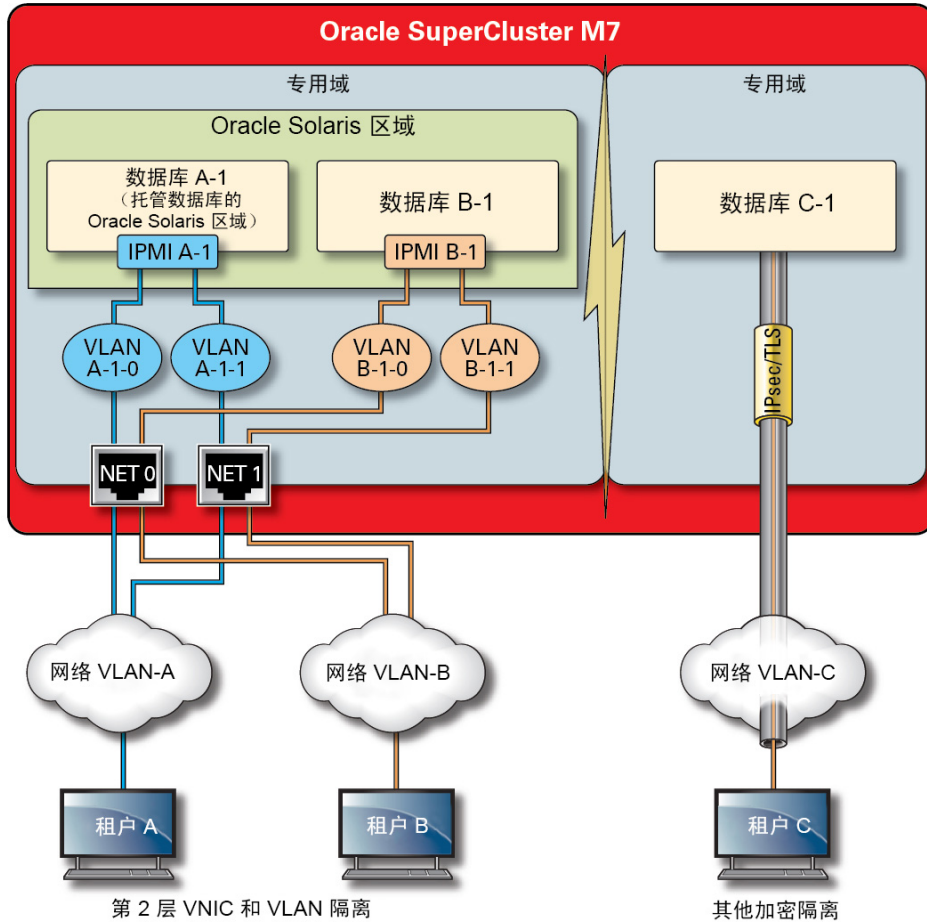 Oracle SuperCluster M7
专用域
专用域
Oracle Solaris 区域
数据库 A-1
（托管数据库的
Oracle Solaris 区域）
数据库 B-1
数据库 C-1
IPMI A-1
IPMI B-1
VLAN
A-1-0
VLAN
A-1-1
VLAN
B-1-0
VLAN
B-1-1
IPsec/TLS
NET 0
NET 1
网络 VLAN-A
网络 VLAN-B
网络 VLAN-C
租户 A
租户 B
租户 C
第 2 层 VNIC 和 VLAN 隔离
其他加密隔离